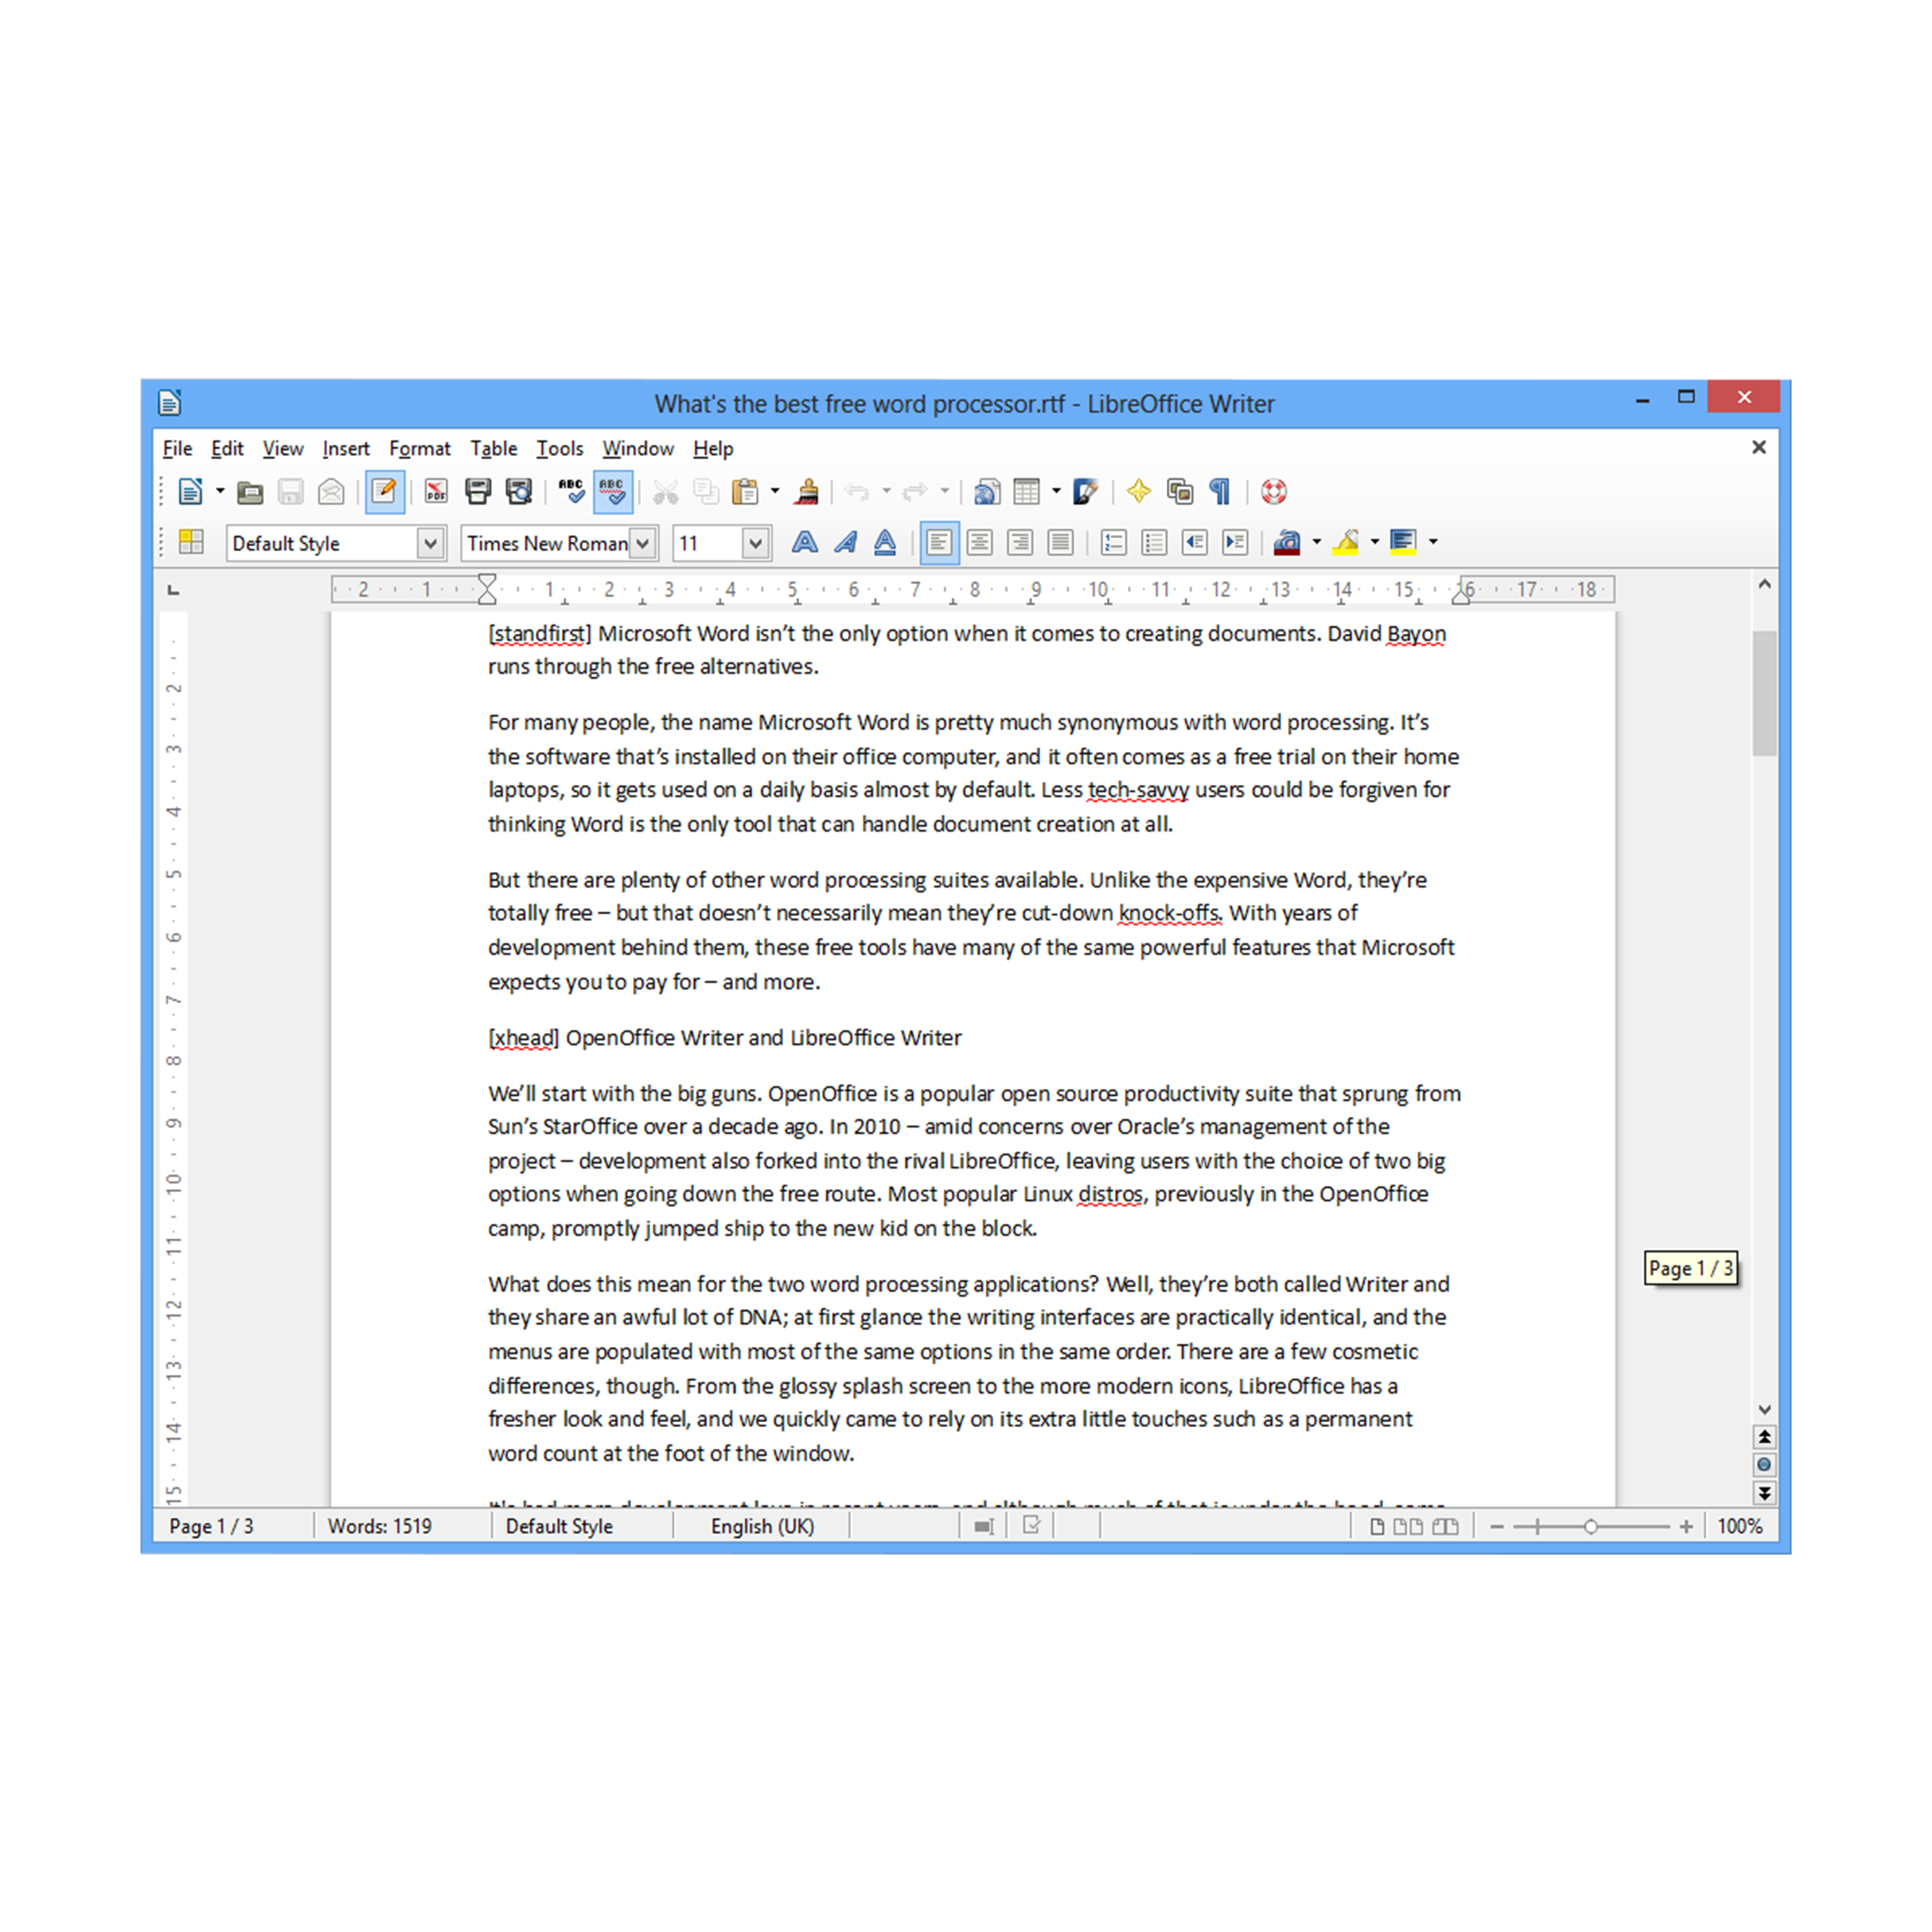 What's the best free word processor.rtf - LibreOffice Writer
File Edit View Insert Format Table Tools Window Help
PDF ABC ABC
Default Style Times New Roman 11
2 1 1 2 3 4 5 6 7 8 9 10 11 12 13 14 15 16 17 18
[standfirst] Microsoft Word isn’t the only option when it comes to creating documents. David Bayon
runs through the free alternatives.
For many people, the name Microsoft Word is pretty much synonymous with word processing. It’s
the software that’s installed on their office computer, and it often comes as a free trial on their home
laptops, so it gets used on a daily basis almost by default. Less tech-savvy users could be forgiven for
thinking Word is the only tool that can handle document creation at all.
But there are plenty of other word processing suites available. Unlike the expensive Word, they’re
totally free – but that doesn’t necessarily mean they’re cut-down knock-offs. With years of
development behind them, these free tools have many of the same powerful features that Microsoft
expects you to pay for – and more.
[xhead] OpenOffice Writer and LibreOffice Writer
We’ll start with the big guns. OpenOffice is a popular open source productivity suite that sprung from
Sun’s StarOffice over a decade ago. In 2010 – amid concerns over Oracle’s management of the
project – development also forked into the rival LibreOffice, leaving users with the choice of two big
options when going down the free route. Most popular Linux distros, previously in the OpenOffice
camp, promptly jumped ship to the new kid on the block.
What does this mean for the two word processing applications? Well, they’re both called Writer and
they share an awful lot of DNA; at first glance the writing interfaces are practically identical, and the
menus are populated with most of the same options in the same order. There are a few cosmetic
differences, though. From the glossy splash screen to the more modern icons, LibreOffice has a
fresher look and feel, and we quickly came to rely on its extra little touches such as a permanent
word count at the foot of the window.
2
3
4
5
6
7
8
9
10
11
12
13
14
15
Page 1 / 3
Page 1 / 3 Words: 1519 Default Style English (UK) 100%